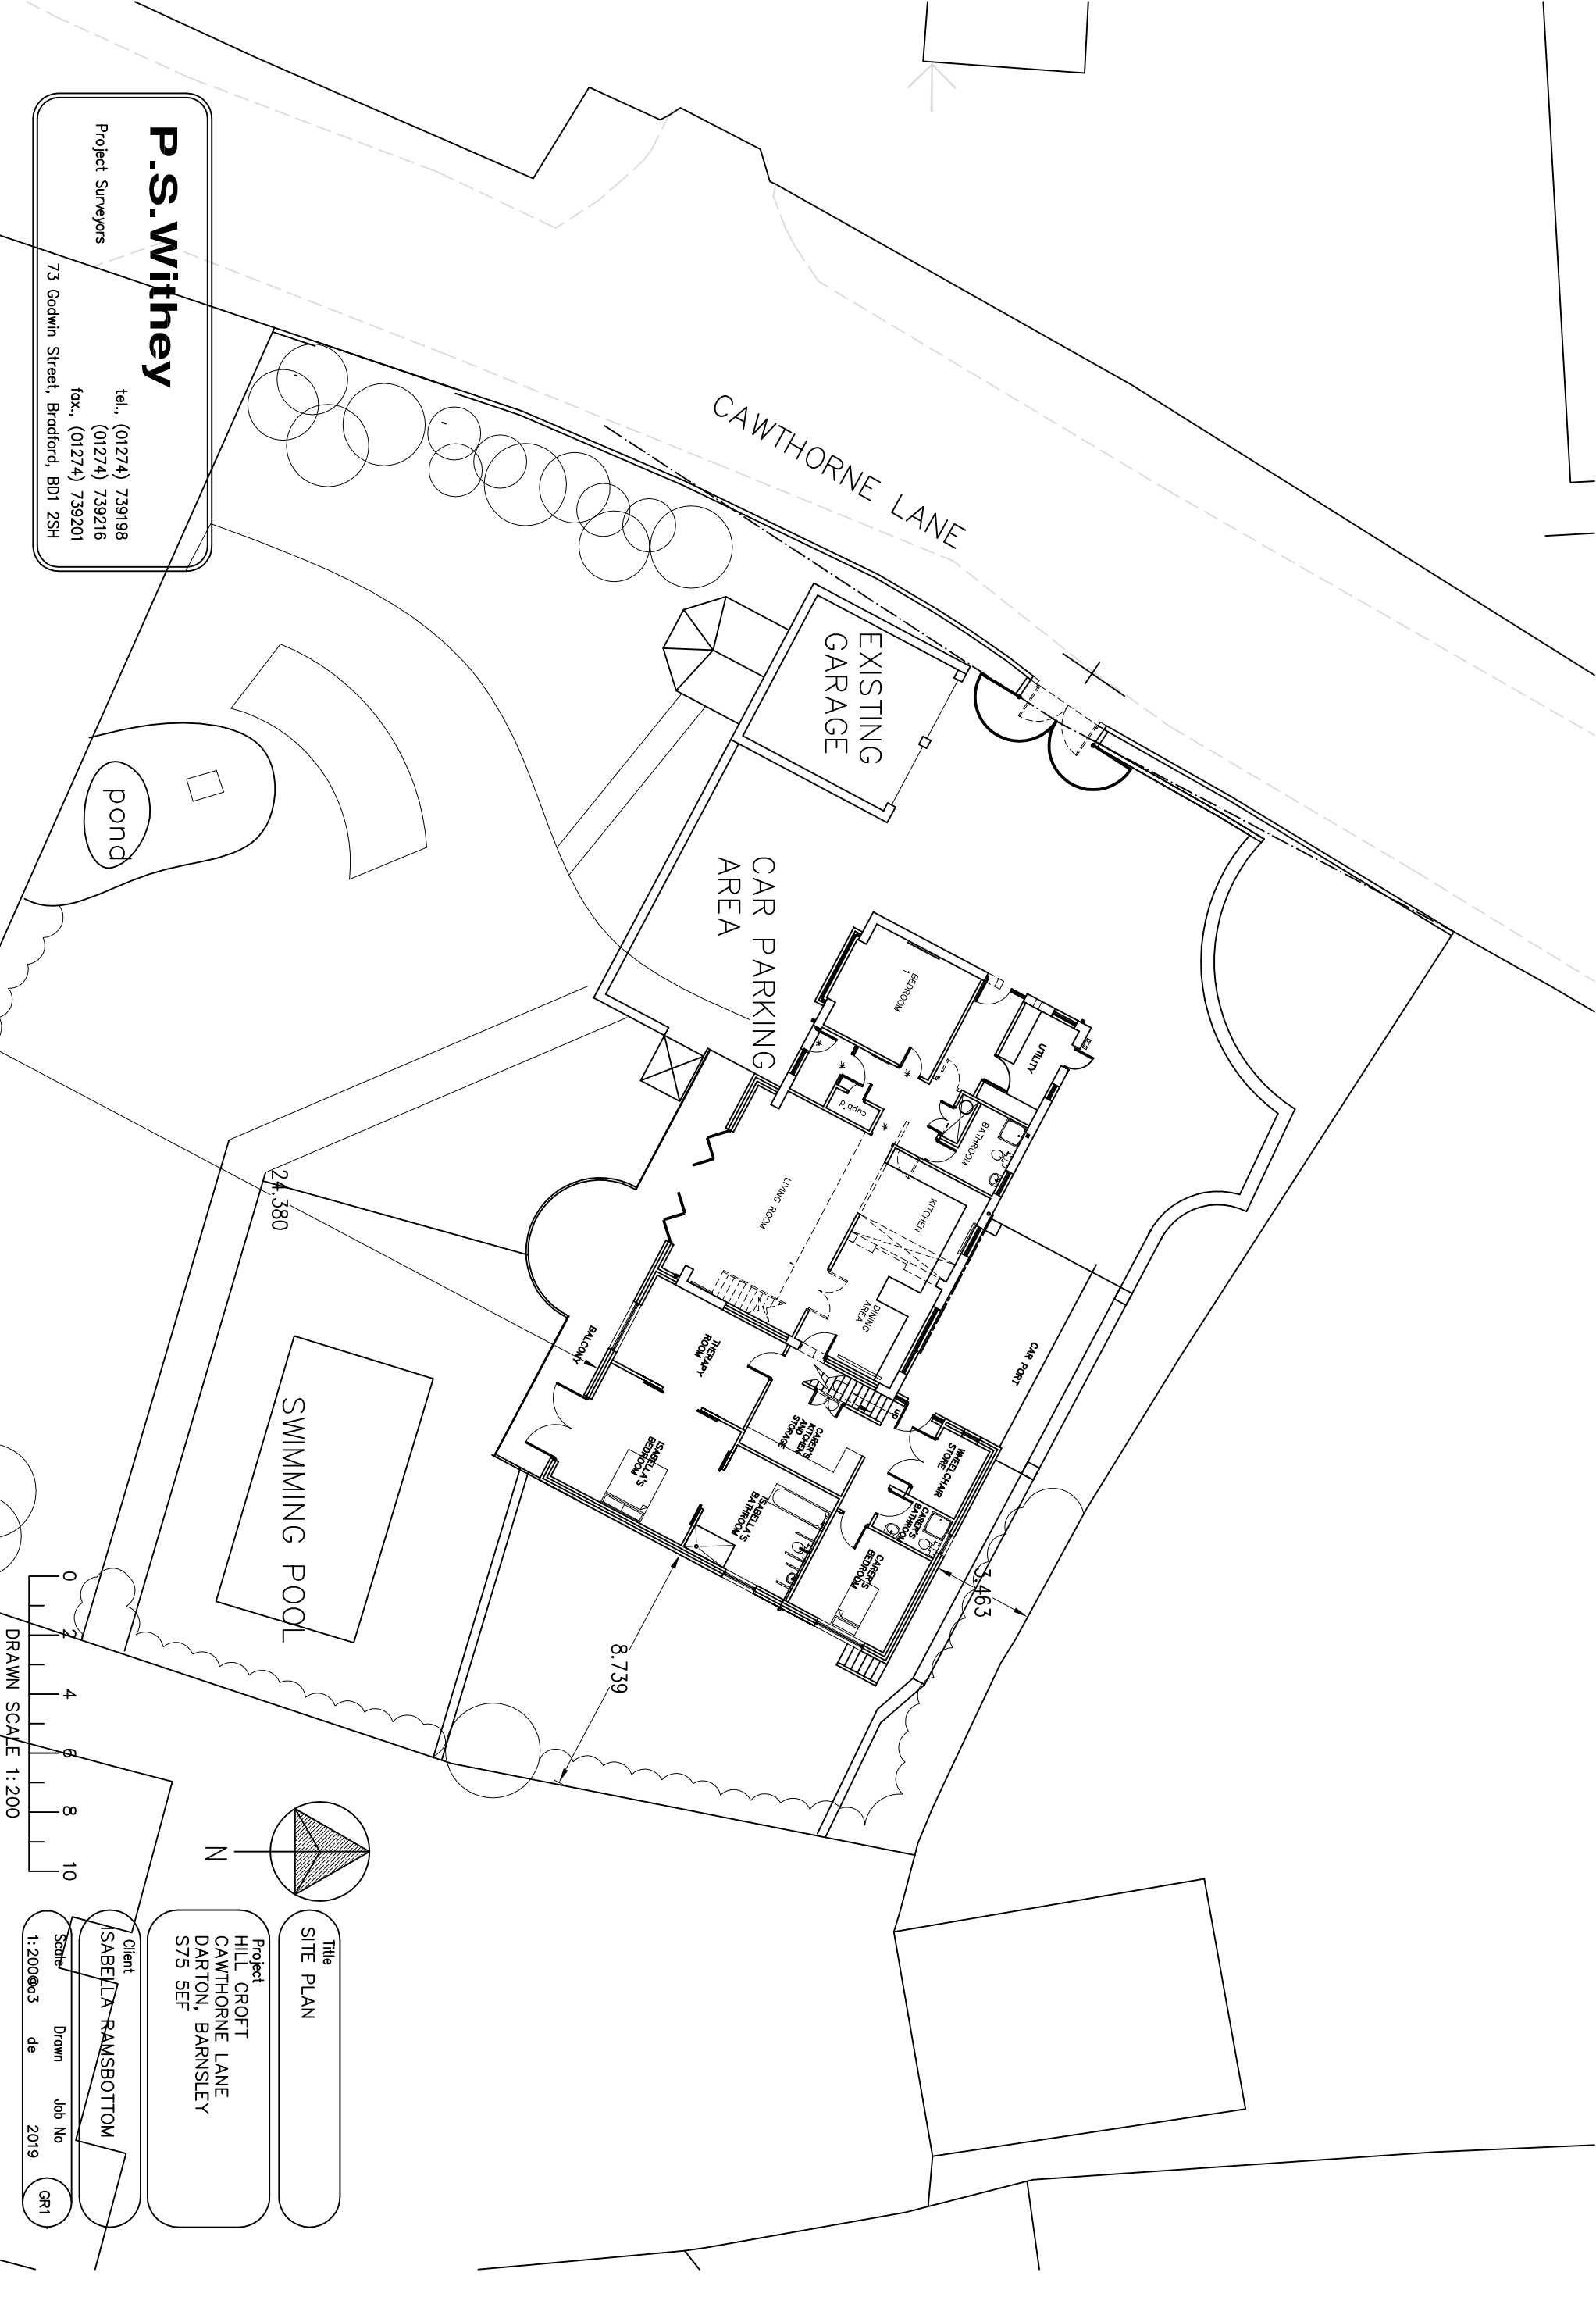 P.S.Withey
Project Surveyors
tel., (01274) 739198
(01274) 739216
fax., (01274) 739201
73 Godwin Street, Bradford, BD1 2SH
CAWTHORNE LANE
EXISTING
GARAGE
CAR PARKING
AREA
pond
BEDROOM
1
UTILITY
cupb'd
BATHROOM
LIVING ROOM
KITCHEN
DINING
AREA
CAR PORT
UP
THERAPY
ROOM
BALCONY
CARER'S
KITCHEN
AND
STORAGE
WHEELCHAIR
STORE
ISABELLA'S
BEDROOM
ISABELLA'S
BATHROOM
CARER'S
BATHROOM
CARER'S
BEDROOM
24.380
3.463
8.739
SWIMMING POOL
0 2 4 6 8 10
DRAWN SCALE 1:200
N
Title
SITE PLAN
Project
HILL CROFT
CAWTHORNE LANE
DARTON, BARNSLEY
S75 5EF
Client
ISABELLA RAMSBOTTOM
Scale Drawn Job No
1:200@a3 de 2019 GR1